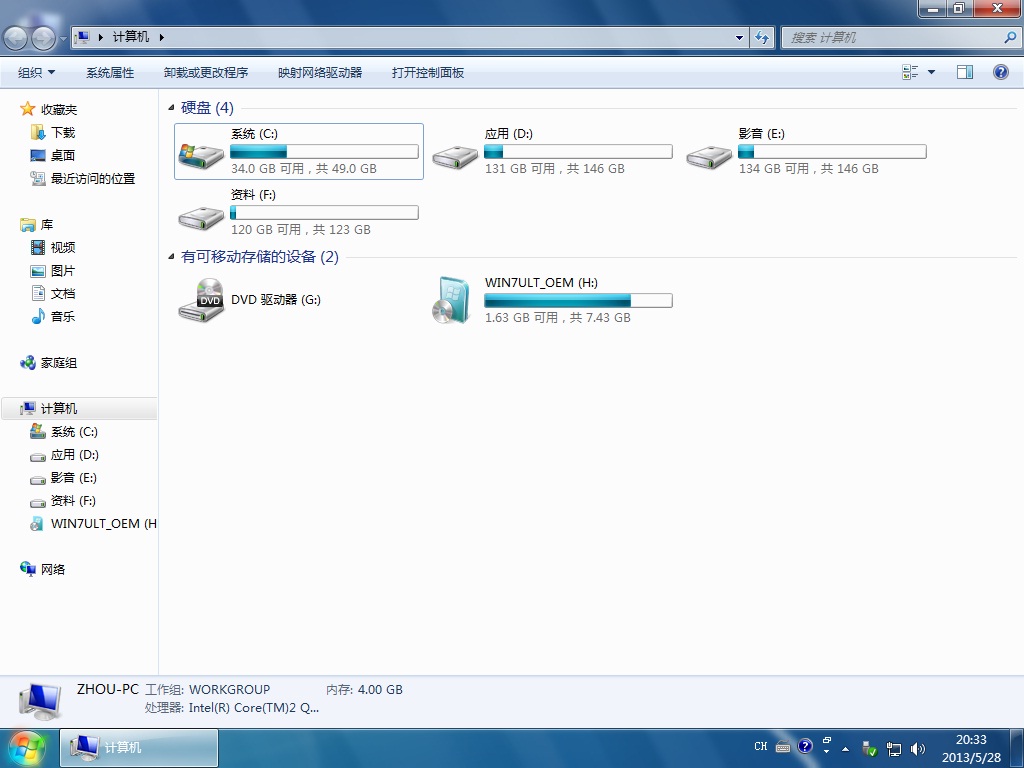 计算机
搜索 计算机
组织 系统属性 卸载或更改程序 映射网络驱动器 打开控制面板
收藏夹
下载
桌面
最近访问的位置
库
视频
图片
文档
音乐
家庭组
计算机
系统 (C:)
应用 (D:)
影音 (E:)
资料 (F:)
WIN7ULT_OEM (H
网络
硬盘 (4)
系统 (C:)
34.0 GB 可用，共 49.0 GB
应用 (D:)
131 GB 可用，共 146 GB
影音 (E:)
134 GB 可用，共 146 GB
资料 (F:)
120 GB 可用，共 123 GB
有可移动存储的设备 (2)
DVD
DVD 驱动器 (G:)
WIN7ULT_OEM (H:)
1.63 GB 可用，共 7.43 GB
ZHOU-PC 工作组: WORKGROUP 内存: 4.00 GB
处理器: Intel(R) Core(TM)2 Q...
计算机
CH
20:33
2013/5/28